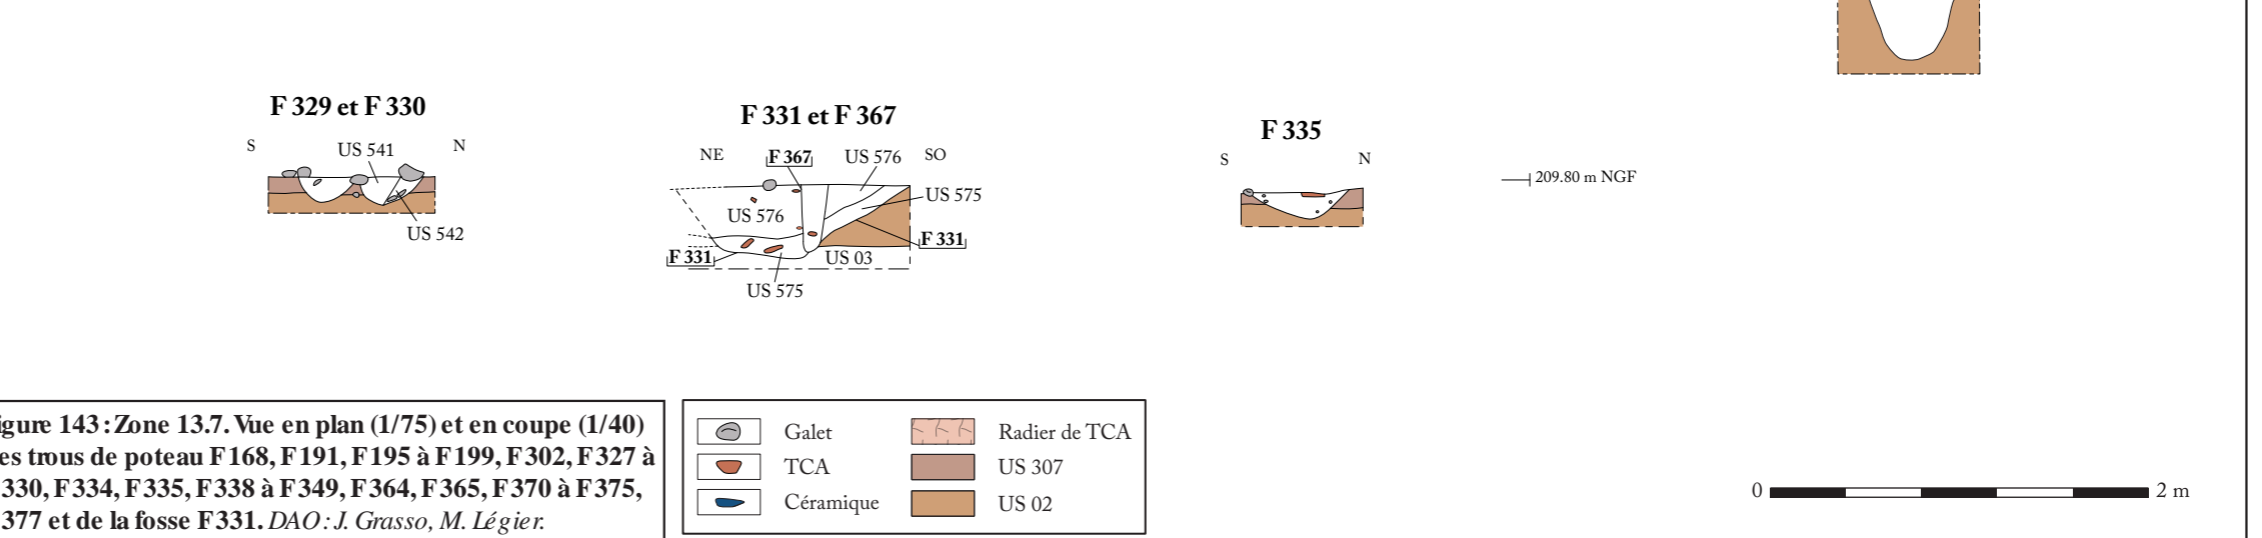 F 329 et F 330
S
US 541
N
US 542
F 331 et F 367
NE
F 367
US 576
SO
US 575
US 576
F 331
F 331
US 03
US 575
F 335
S
N
209.80 m NGF
igure 143 : Zone 13.7. Vue en plan (1/75) et en coupe (1/40)
es trous de poteau F168, F191, F195 à F199, F302, F327 à
330, F334, F335, F338 à F349, F364, F365, F370 à F375,
377 et de la fosse F331. DAO : J. Grasso, M. Légier.
Galet
TCA
Céramique
Radier de TCA
US 307
US 02
0
2 m